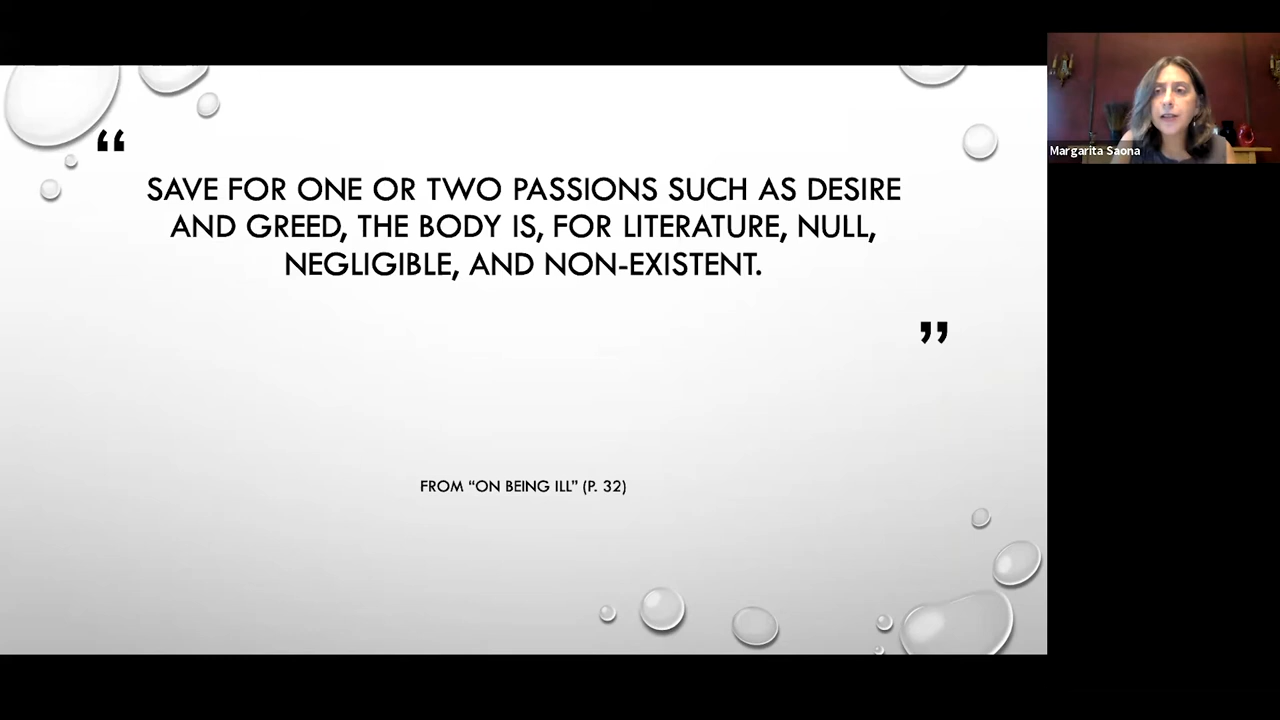 “
SAVE FOR ONE OR TWO PASSIONS SUCH AS DESIRE
AND GREED, THE BODY IS, FOR LITERATURE, NULL,
NEGLIGIBLE, AND NON-EXISTENT.
”
FROM “ON BEING ILL” (P. 32)
Margarita Saona